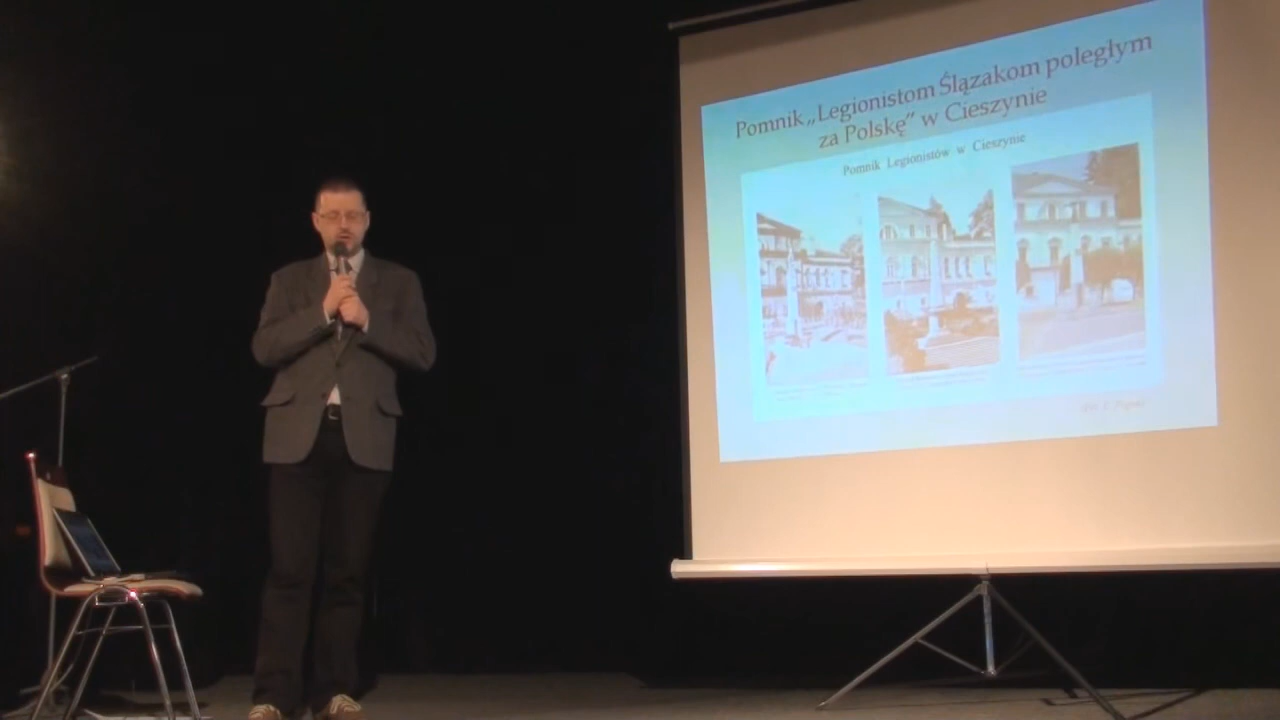 Pomnik „Legionistom Ślązakom poległym
za Polskę” w Cieszynie
Pomnik Legionistów w Cieszynie